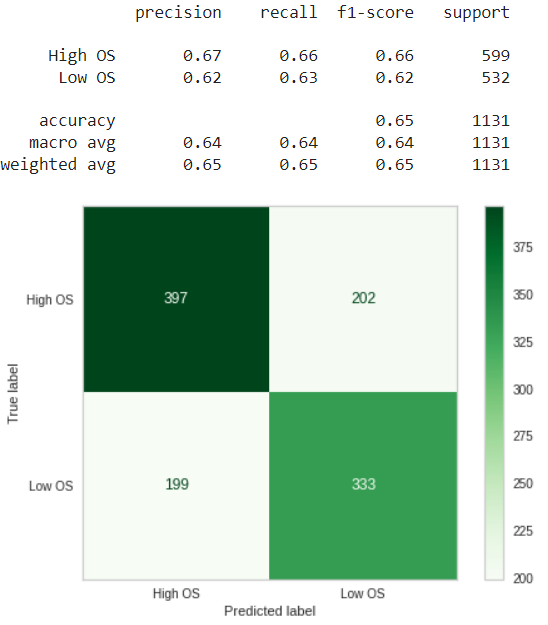 precision recall f1-score support
High OS 0.67 0.66 0.66 599
Low OS 0.62 0.63 0.62 532
accuracy 0.65 1131
macro avg 0.64 0.64 0.64 1131
weighted avg 0.65 0.65 0.65 1131
375
350
325
300
275
250
225
200
True label
High OS
397
202
Low OS
199
333
High OS
Low OS
Predicted label